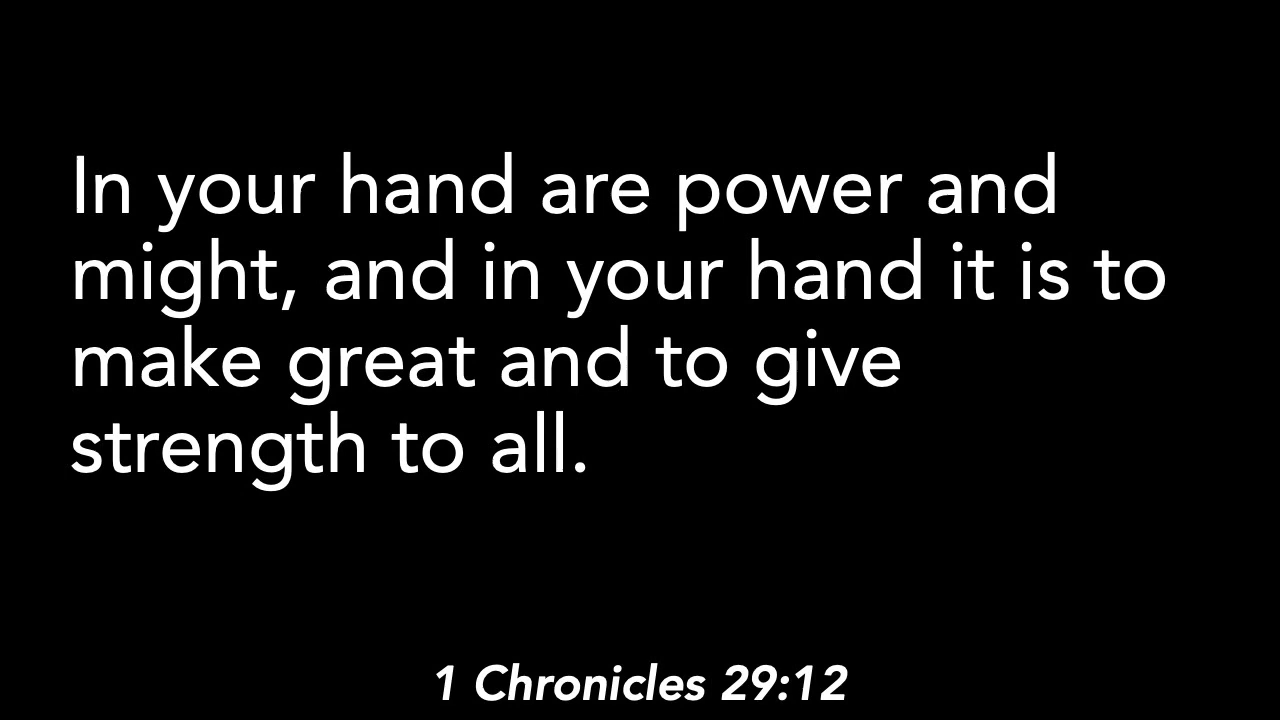 In your hand are power and
might, and in your hand it is to
make great and to give
strength to all.
1 Chronicles 29:12